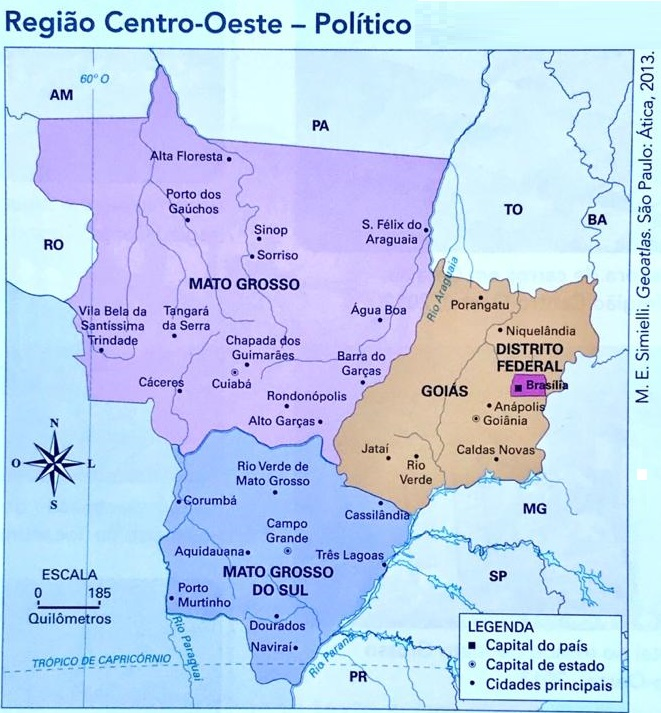 Região Centro-Oeste – Político
M. E. Simielli. Geoatlas. São Paulo: Ática, 2013.
60° O
AM
PA
Alta Floresta
Porto dos
Gaúchos
TO
BA
RO
Sinop
Sorriso
S. Félix do
Araguaia
MATO GROSSO
Rio Araguaia
Porangatu
Vila Bela da
Santíssima
Trindade
Tangará
da Serra
Água Boa
Niquelândia
Chapada dos
Guimarães
DISTRITO
FEDERAL
Barra do
Garças
Cáceres
Cuiabá
Brasília
GOIÁS
Rondonópolis
Anápolis
Goiânia
Alto Garças
N
O
L
S
Jataí
Rio
Verde
Caldas Novas
Rio Verde de
Mato Grosso
Corumbá
Cassilândia
MG
Campo
Grande
Aquidauana
Três Lagoas
MATO GROSSO
DO SUL
SP
ESCALA
0 185
Quilômetros
Porto
Murtinho
Dourados
Naviraí
Rio Paraguai
Rio Paraná
TRÓPICO DE CAPRICÓRNIO
PR
LEGENDA
Capital do país
Capital de estado
Cidades principais